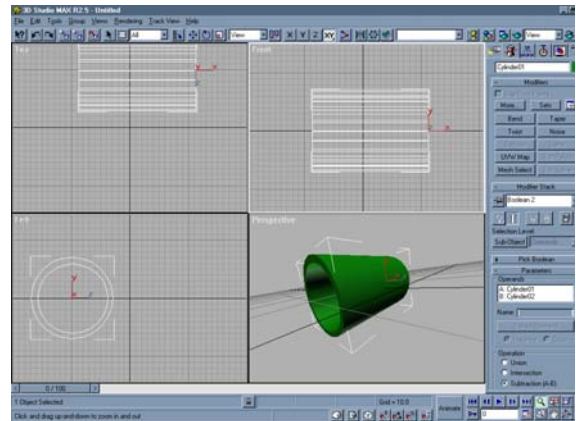 3D Studio MAX R2.5 - Untitled
File Edit Tools Group Views Rendering Track View Help
All View X Y Z XY View
Top
Front
Left
Perspective
Cylinder01
Modifiers
More... Sets
Bend Taper
Twist Noise
UVW Map
Mesh Select
Modifier Stack
Boolean 2
Selection Level:
Sub-Object
Pick Boolean
Parameters
Operands
A: Cylinder01
B: Cylinder02
Name:
Operation
Union
Intersection
Subtraction (A-B)
0 / 100
1 Object Selected
Grid = 10.0
Animate
0
Click and drag up-and-down to zoom in and out
x
y
z